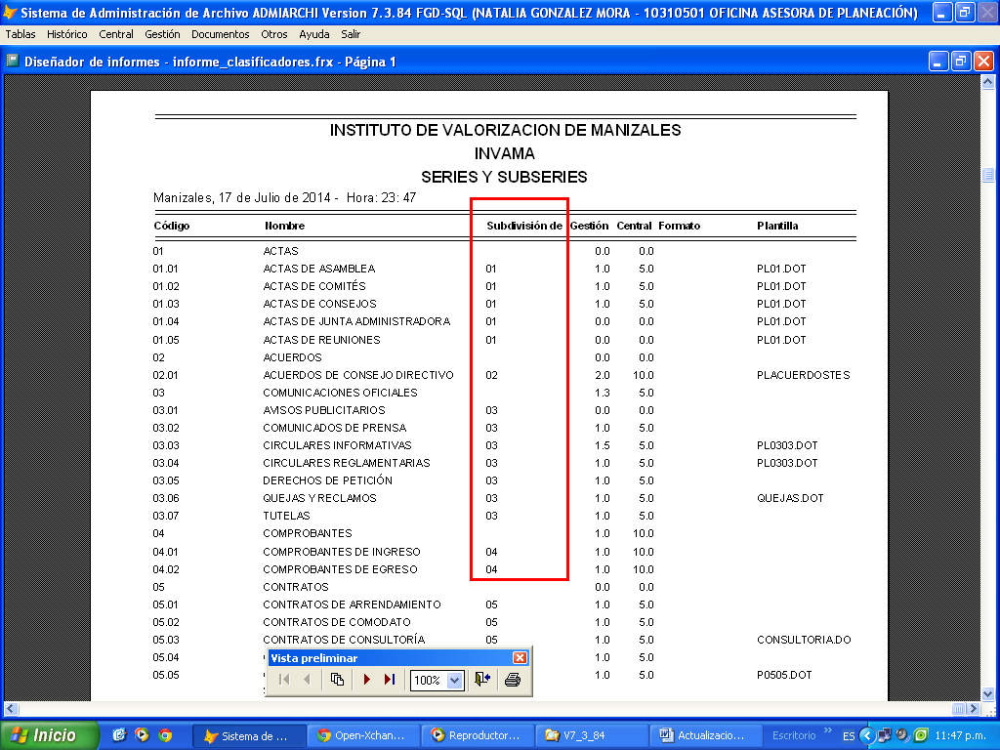 Sistema de Administración de Archivo ADMIARCHI Version 7.3.84 FGD-SQL (NATALIA GONZALEZ MORA - 10310501 OFICINA ASESORA DE PLANEACIÓN)
Tablas Histórico Central Gestión Documentos Otros Ayuda Salir
Diseñador de informes - informe_clasificadores.frx - Página 1
INSTITUTO DE VALORIZACION DE MANIZALES
INVAMA
SERIES Y SUBSERIES
Manizales, 17 de Julio de 2014 - Hora: 23: 47
Código Nombre Subdivisión de Gestión Central Formato Plantilla
01 ACTAS 0.0 0.0
01.01 ACTAS DE ASAMBLEA 01 1.0 5.0 PL01.DOT
01.02 ACTAS DE COMITÉS 01 1.0 5.0 PL01.DOT
01.03 ACTAS DE CONSEJOS 01 1.0 5.0 PL01.DOT
01.04 ACTAS DE JUNTA ADMINISTRADORA 01 0.0 0.0 PL01.DOT
01.05 ACTAS DE REUNIONES 01 0.0 0.0 PL01.DOT
02 ACUERDOS 0.0 0.0
02.01 ACUERDOS DE CONSEJO DIRECTIVO 02 2.0 10.0 PLACUERDOSTES
03 COMUNICACIONES OFICIALES 1.3 5.0
03.01 AVISOS PUBLICITARIOS 03 0.0 0.0
03.02 COMUNICADOS DE PRENSA 03 1.0 5.0
03.03 CIRCULARES INFORMATIVAS 03 1.5 5.0 PL0303.DOT
03.04 CIRCULARES REGLAMENTARIAS 03 1.0 5.0 PL0303.DOT
03.05 DERECHOS DE PETICIÓN 03 1.0 5.0
03.06 QUEJAS Y RECLAMOS 03 1.0 5.0 QUEJAS.DOT
03.07 TUTELAS 03 1.0 5.0
04 COMPROBANTES 1.0 10.0
04.01 COMPROBANTES DE INGRESO 04 1.0 10.0
04.02 COMPROBANTES DE EGRESO 04 1.0 10.0
05 CONTRATOS 0.0 0.0
05.01 CONTRATOS DE ARRENDAMIENTO 05 1.0 5.0
05.02 CONTRATOS DE COMODATO 05 1.0 5.0
05.03 CONTRATOS DE CONSULTORÍA 05 1.0 5.0 CONSULTORIA.DO
05.04 1.0 5.0
05.05 1.0 5.0 P0505.DOT
Vista preliminar
100%
Inicio Sistema de ... Open-Xchan... Reproductor... V7_3_84 Actualizacio... Escritorio » ES 11:47 p.m.